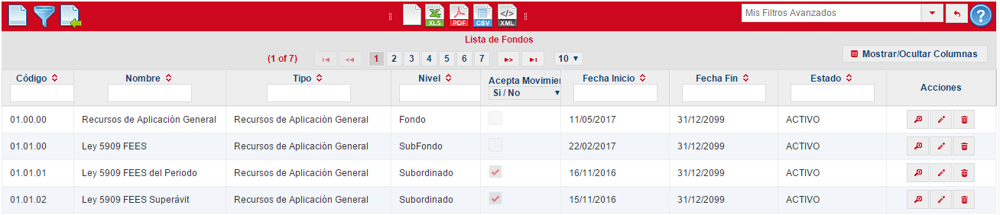 XLS PDF CSV </> XML Mis Filtros Avanzados ?
Lista de Fondos
(1 of 7) 1 2 3 4 5 6 7 10 Mostrar/Ocultar Columnas
Código Nombre Tipo Nivel Acepta Movimien Fecha Inicio Fecha Fin Estado Acciones
Si / No
01.00.00 Recursos de Aplicación General Recursos de Aplicación General Fondo 11/05/2017 31/12/2099 ACTIVO
01.01.00 Ley 5909 FEES Recursos de Aplicación General SubFondo 22/02/2017 31/12/2099 ACTIVO
01.01.01 Ley 5909 FEES del Periodo Recursos de Aplicación General Subordinado 16/11/2016 31/12/2099 ACTIVO
01.01.02 Ley 5909 FEES Superávit Recursos de Aplicación General Subordinado 15/11/2016 31/12/2099 ACTIVO